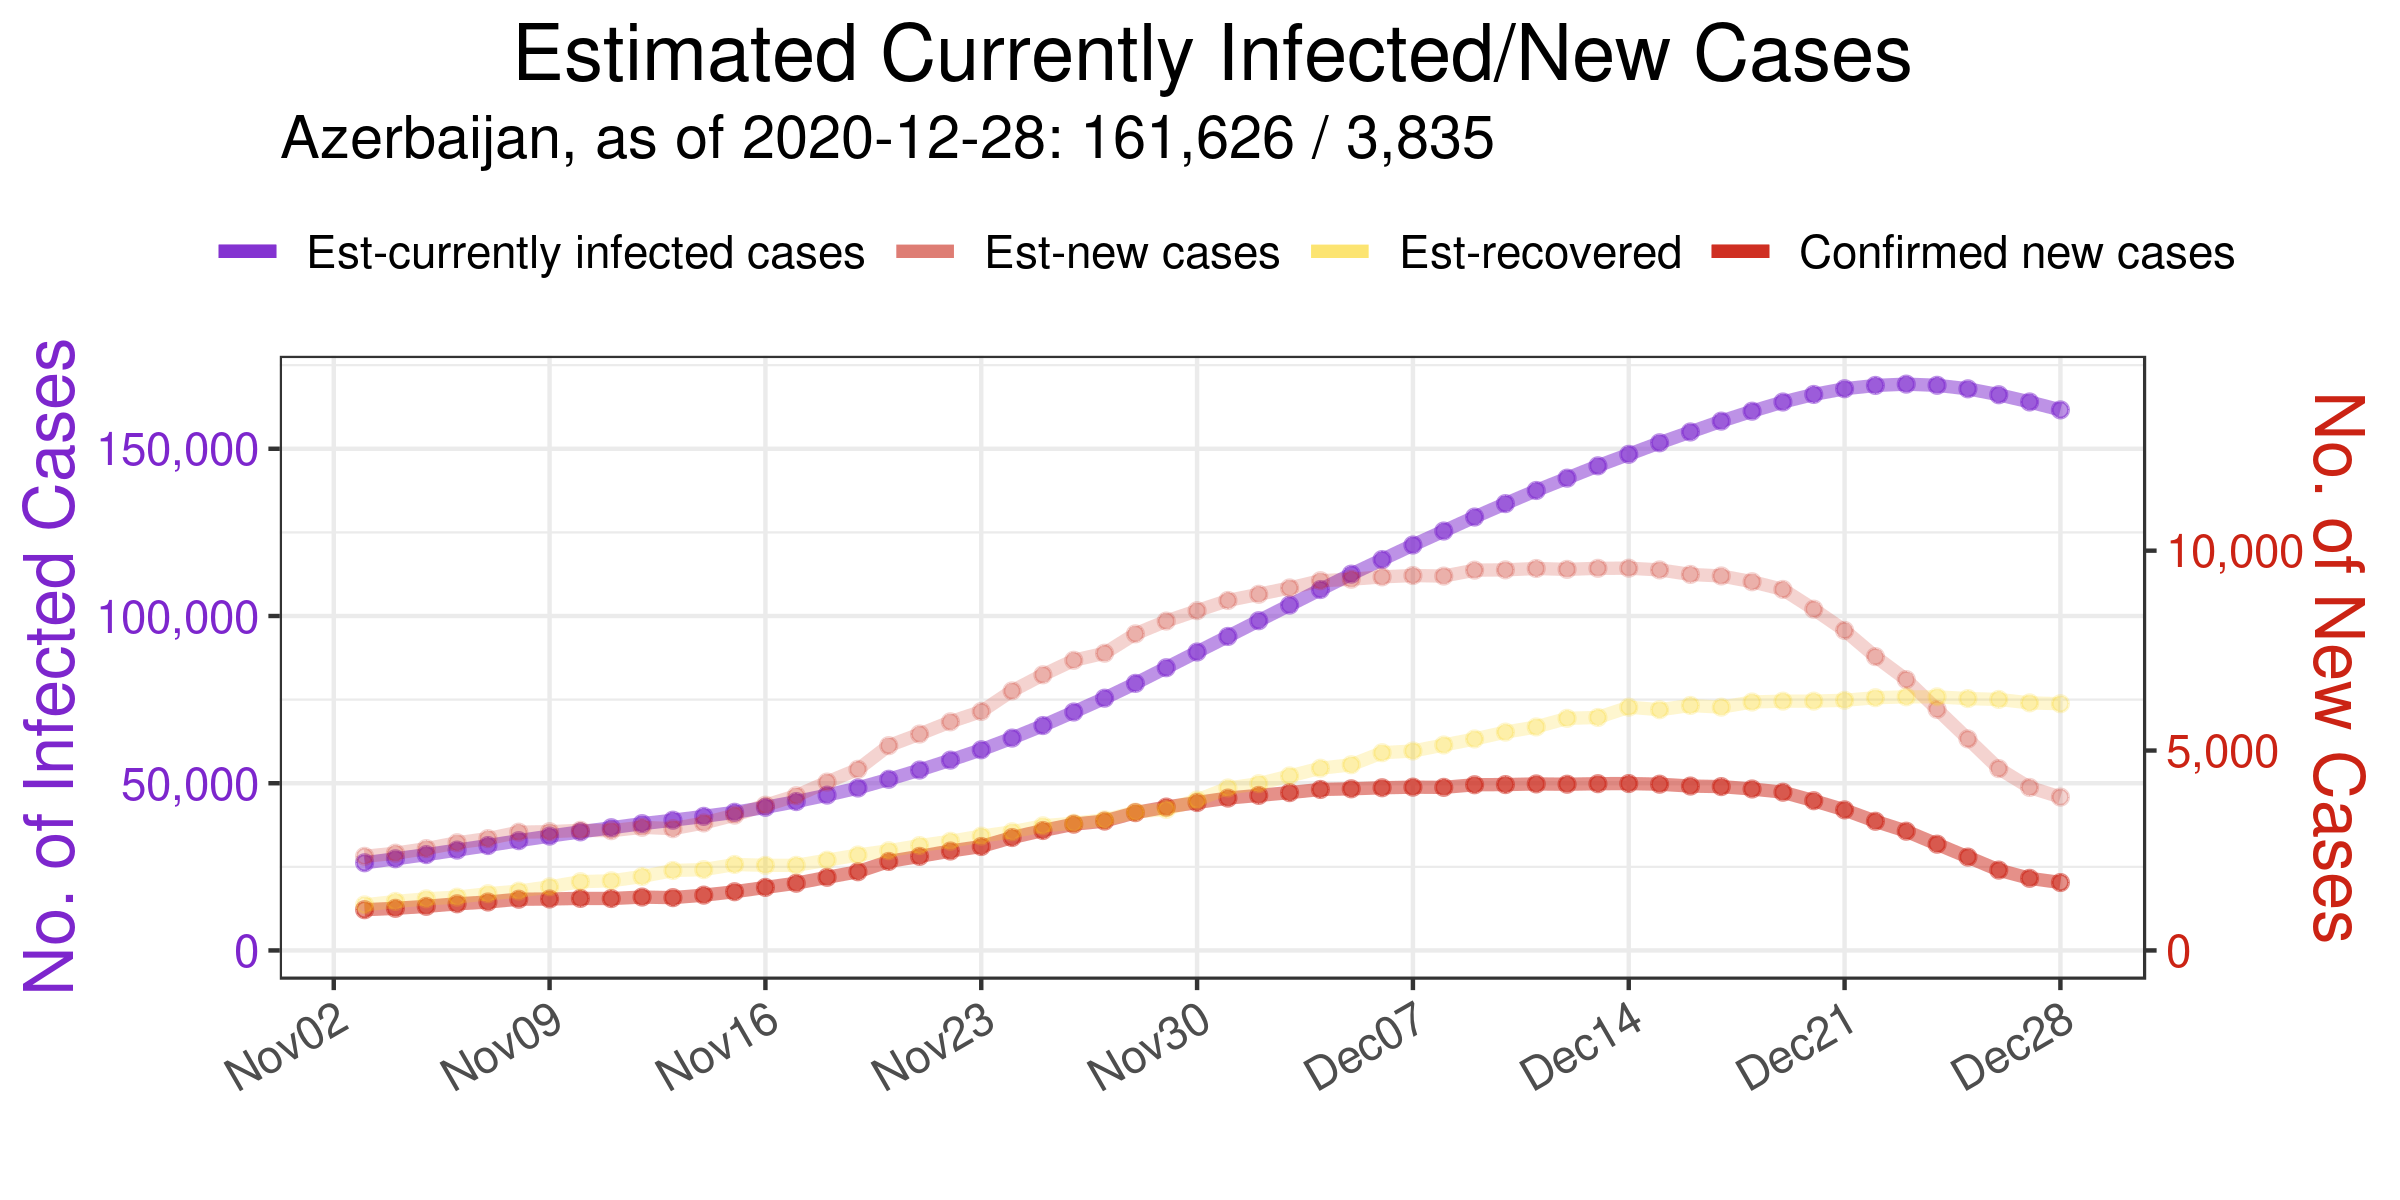 Estimated Currently Infected/New Cases
Azerbaijan, as of 2020-12-28: 161,626 / 3,835
Est-currently infected cases Est-new cases Est-recovered Confirmed new cases
No. of Infected Cases
150,000
100,000
50,000
0
10,000
5,000
0
No. of New Cases
Nov02 Nov09 Nov16 Nov23 Nov30 Dec07 Dec14 Dec21 Dec28